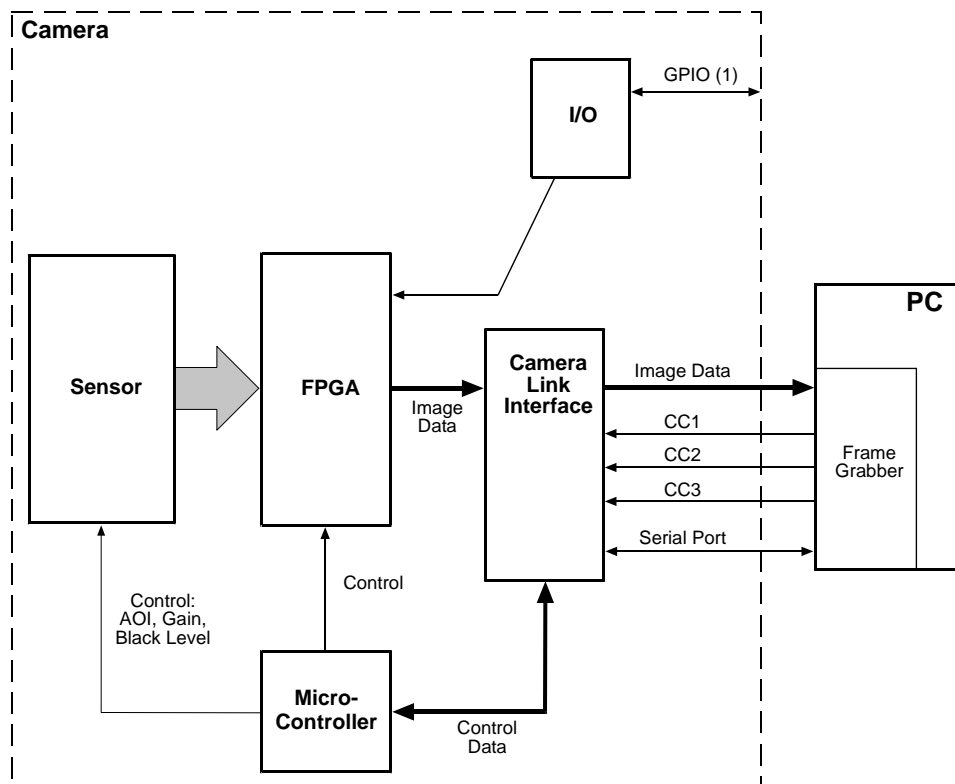 Camera
GPIO (1)
I/O
PC
Sensor
FPGA
Image
Data
Camera
Link
Interface
Image Data
CC1
CC2
CC3
Serial Port
Frame
Grabber
Control:
AOI, Gain,
Black Level
Control
Micro-
Controller
Control
Data